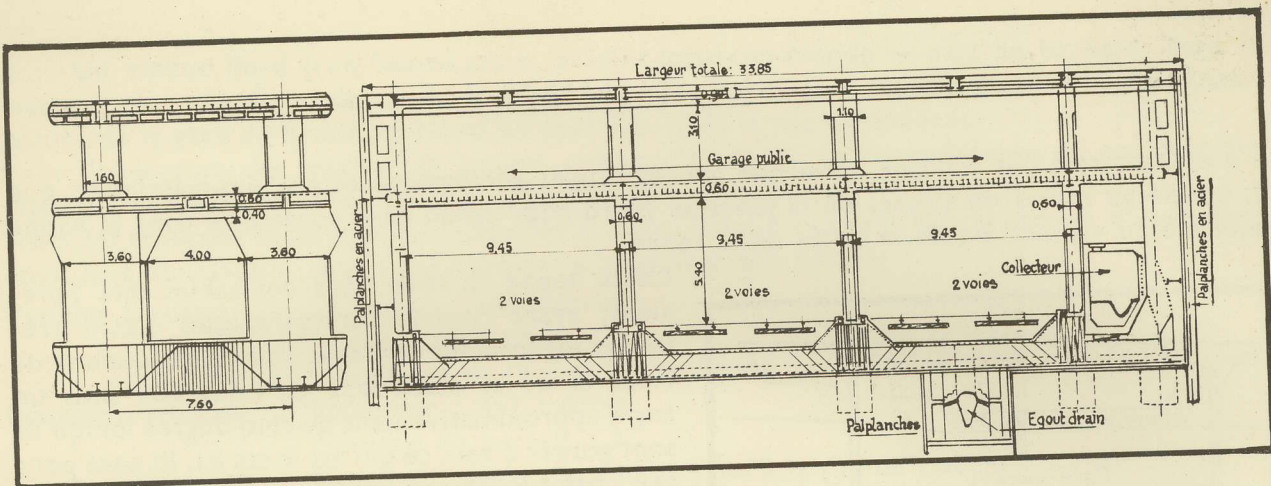 Largeur totale: 33.85
0.90
3.10
1.10
Garage public
1.60
0.60
0.40
0.60
Palplanches en acier
0.60
0.60
Palplanches en acier
3.60
4.00
3.60
9.45
9.45
9.45
5.40
Collecteur
2 voies
2 voies
2 voies
7.60
Palplanches
Egout drain